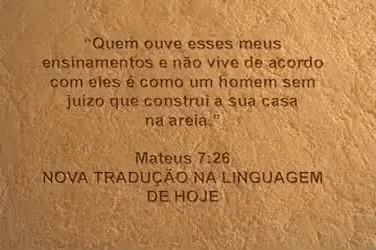 “Quem ouve esses meus
ensinamentos e não vive de acordo
com eles é como um homem sem
juízo que construi a sua casa
na areia.”
Mateus 7:26
NOVA TRADUÇÃO NA LINGUAGEM
DE HOJE